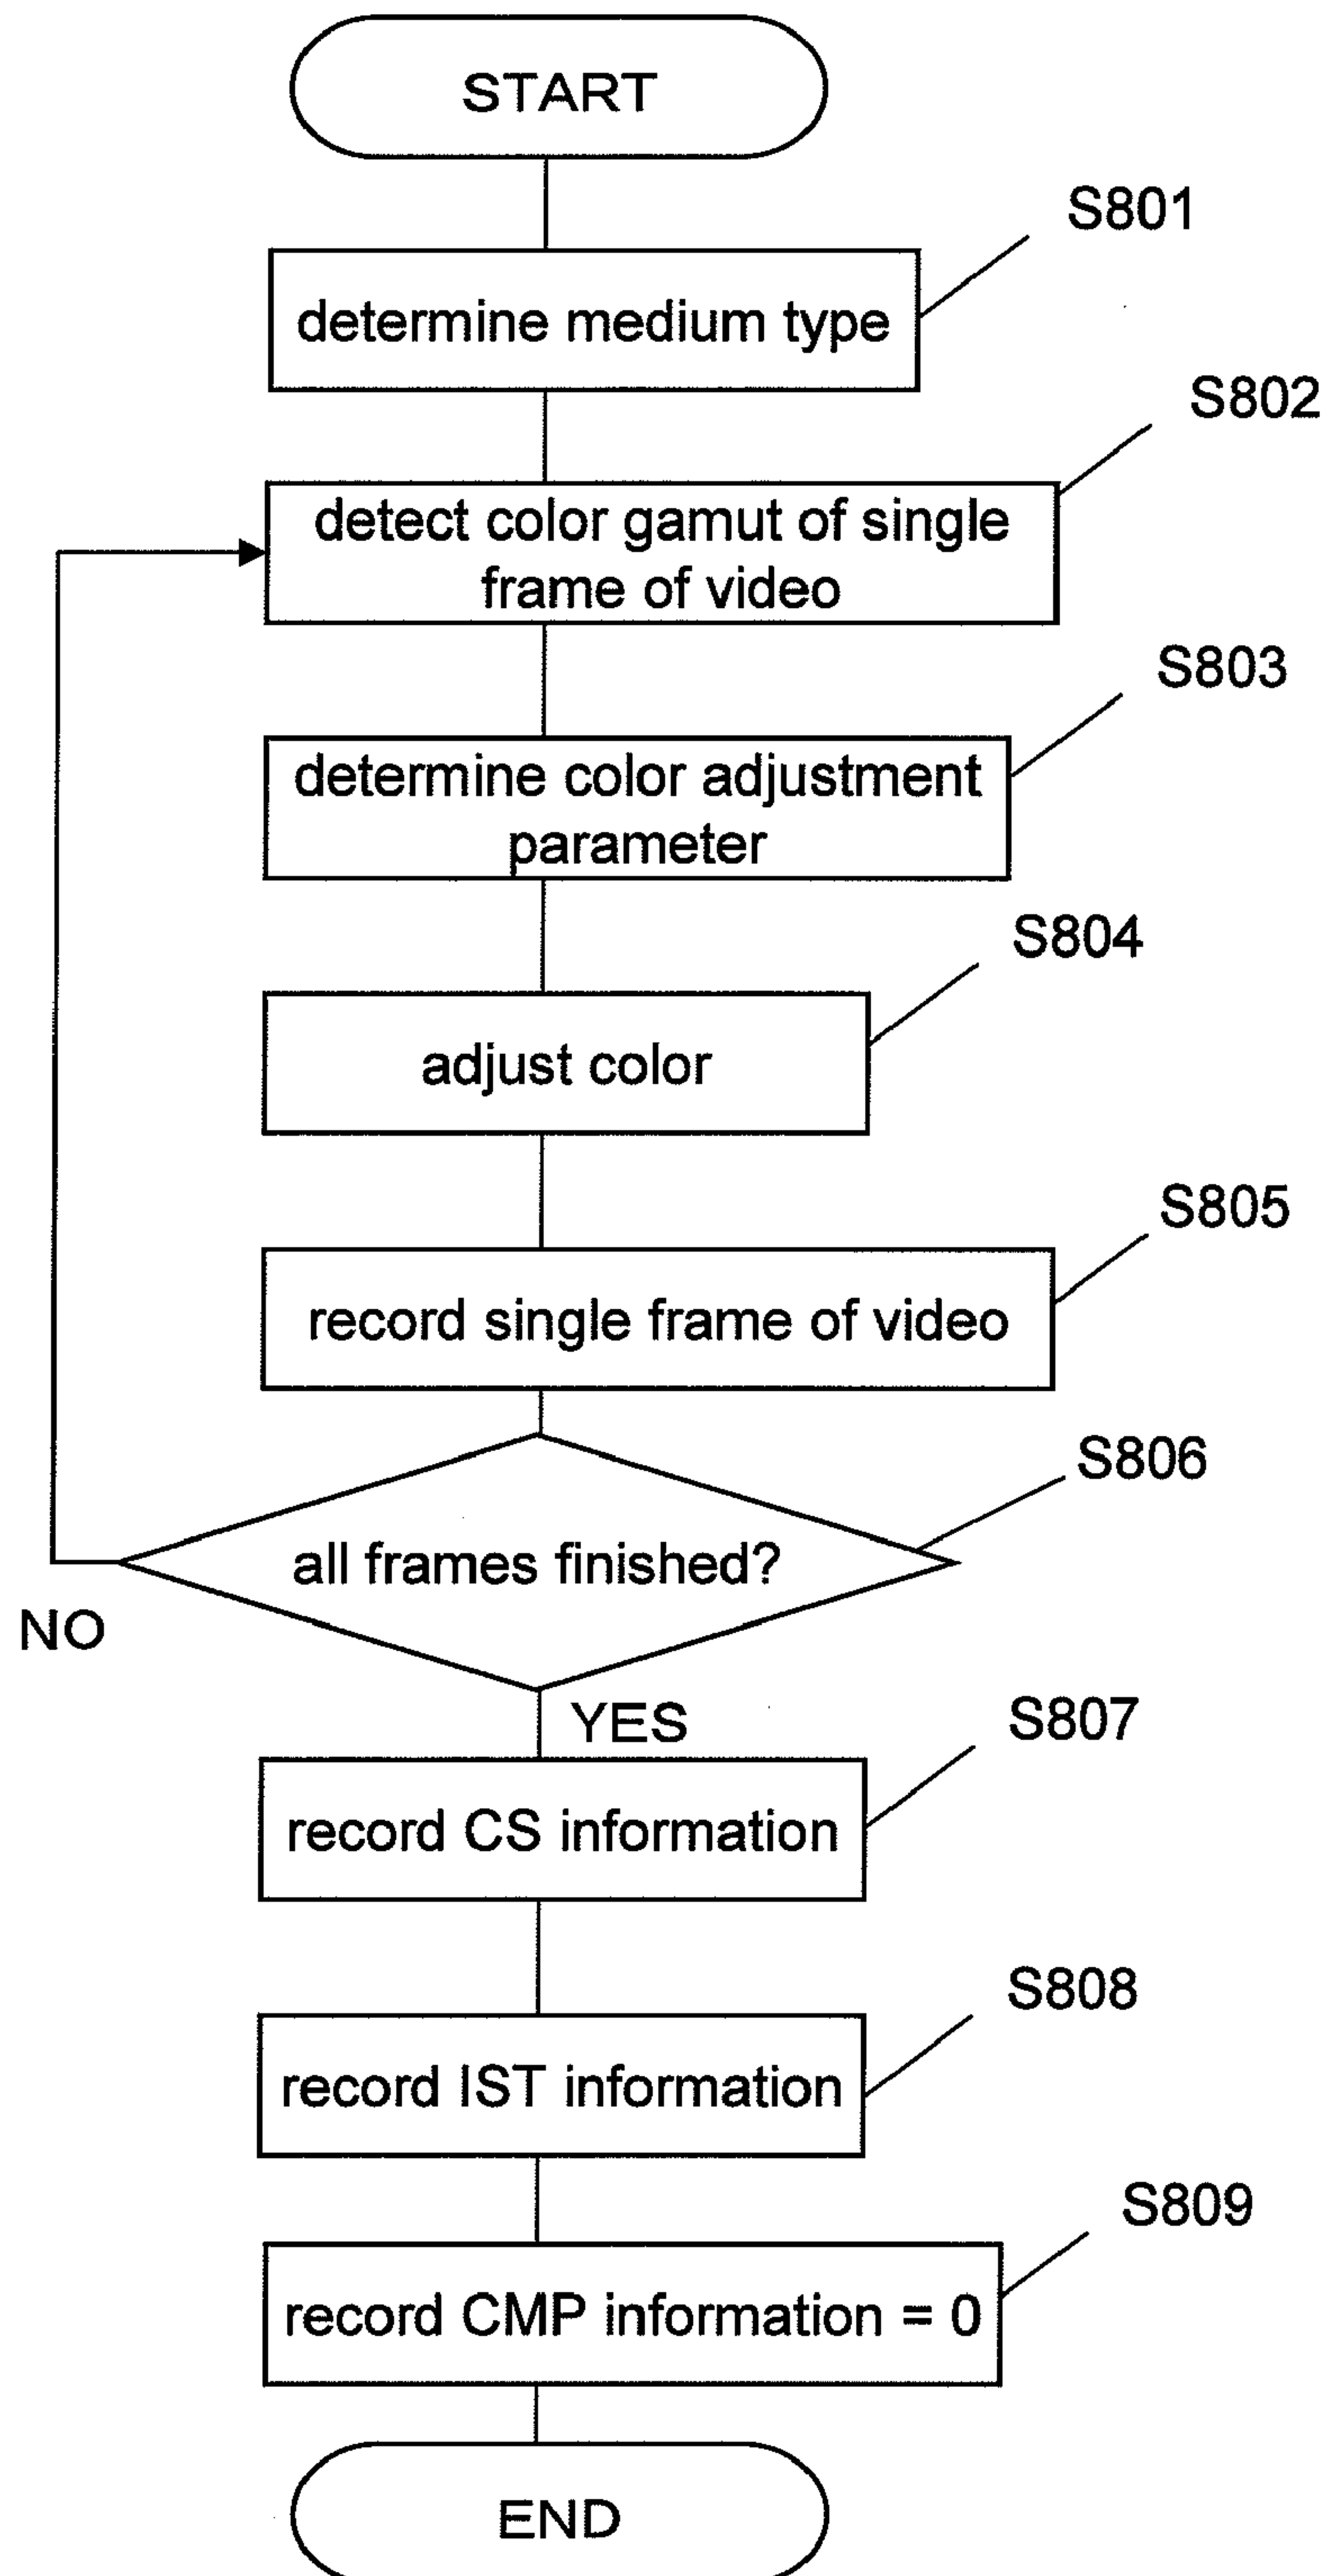 START
S801
determine medium type
S802
detect color gamut of single
frame of video
S803
determine color adjustment
parameter
S804
adjust color
S805
record single frame of video
S806
all frames finished?
NO
YES
S807
record CS information
S808
record IST information
S809
record CMP information = 0
END